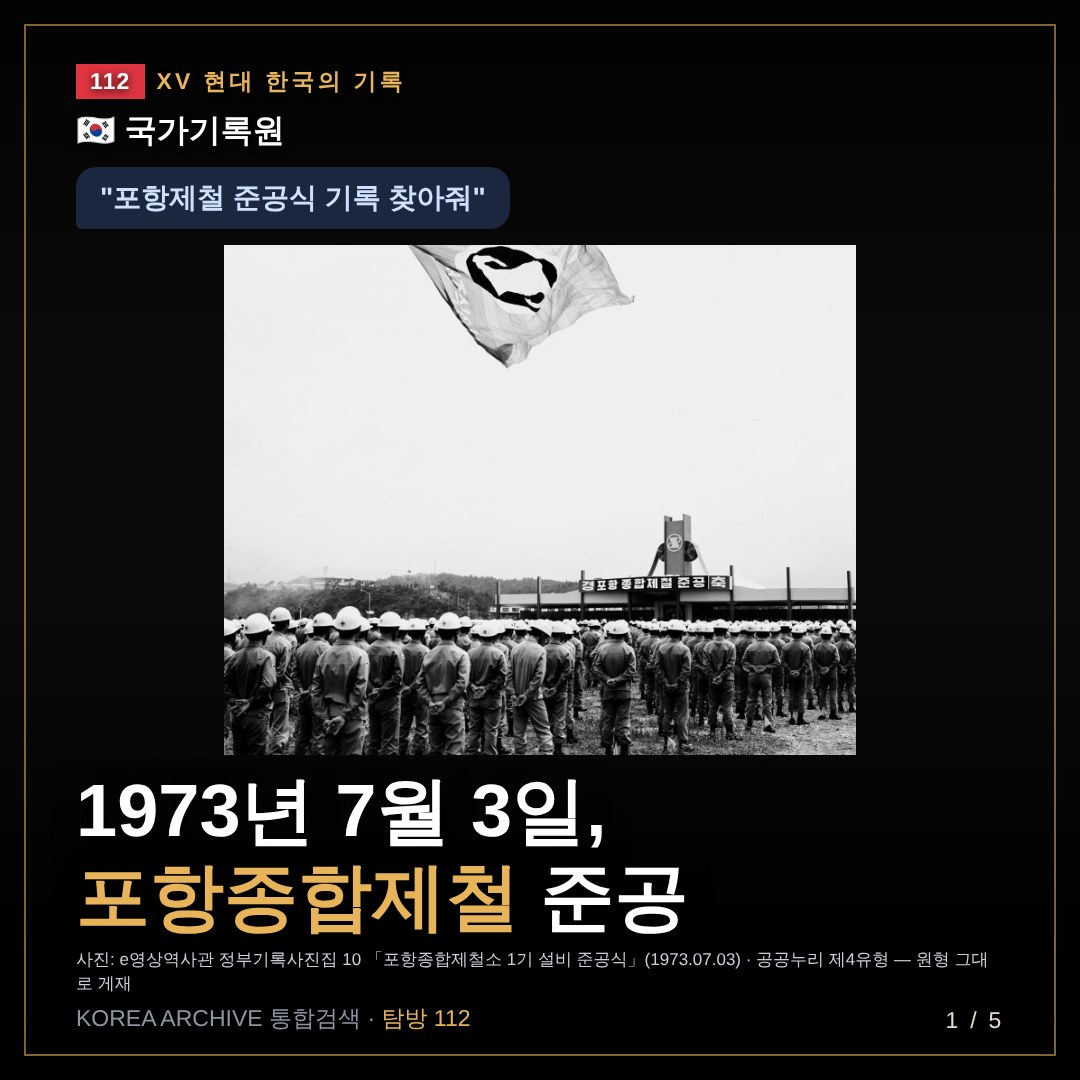 112 XV 현대 한국의 기록
국가기록원
"포항제철 준공식 기록 찾아줘"
경포항종합제철준공축
1973년 7월 3일,
포항종합제철 준공
사진: e영상역사관 정부기록사진집 10 「포항종합제철소 1기 설비 준공식」(1973.07.03) · 공공누리 제4유형 — 원형 그대
로 게재
KOREA ARCHIVE 통합검색 · 탐방 112
1 / 5